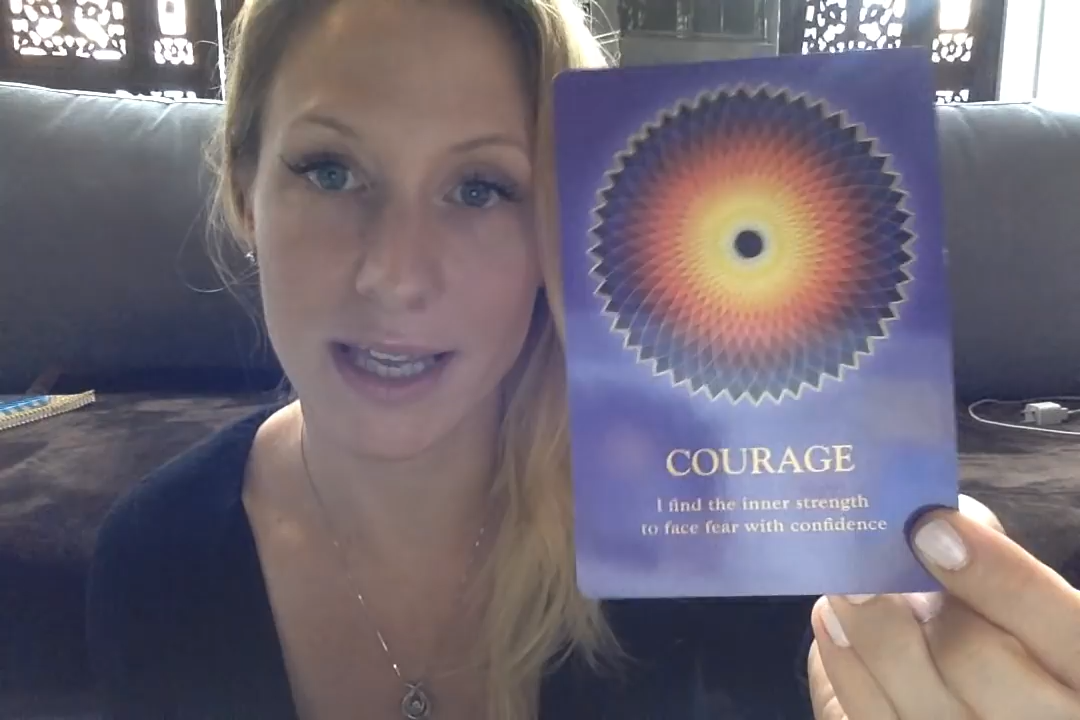 COURAGE
I find the inner strength
to face fear with confidence